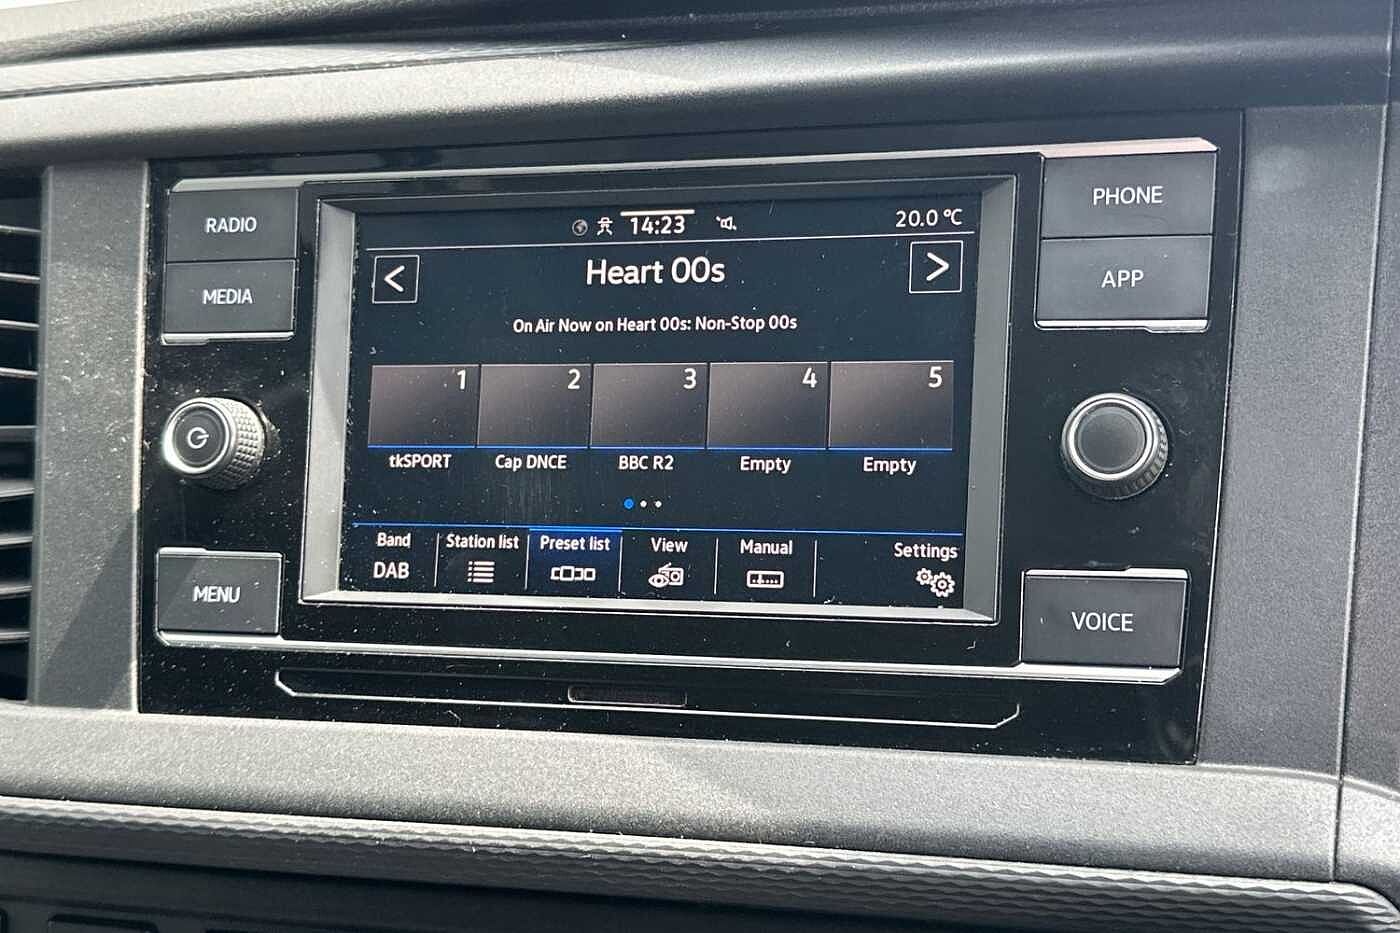 RADIO
MEDIA
MENU
14:23
20.0 °C
<
Heart 00s
>
On Air Now on Heart 00s: Non-Stop 00s
1 2 3 4 5
tkSPORT Cap DNCE BBC R2 Empty Empty
Band Station list Preset list View Manual Settings
DAB
PHONE
APP
VOICE